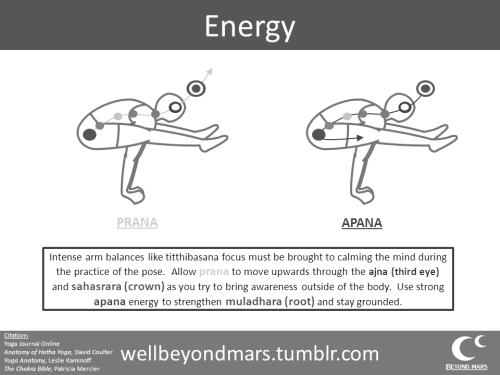 Energy
PRANA
APANA
Intense arm balances like titthibasana focus must be brought to calming the mind during
the practice of the pose. Allow prana to move upwards through the ajna (third eye)
and sahasrara (crown) as you try to bring awareness outside of the body. Use strong
apana energy to strengthen muladhara (root) and stay grounded.
Citations
Yoga Journal Online
Anatomy of Hatha Yoga, David Coulter
Yoga Anatomy, Leslie Kaminoff
The Chakra Bible, Patricia Mercier
wellbeyondmars.tumblr.com
BEYOND MARS